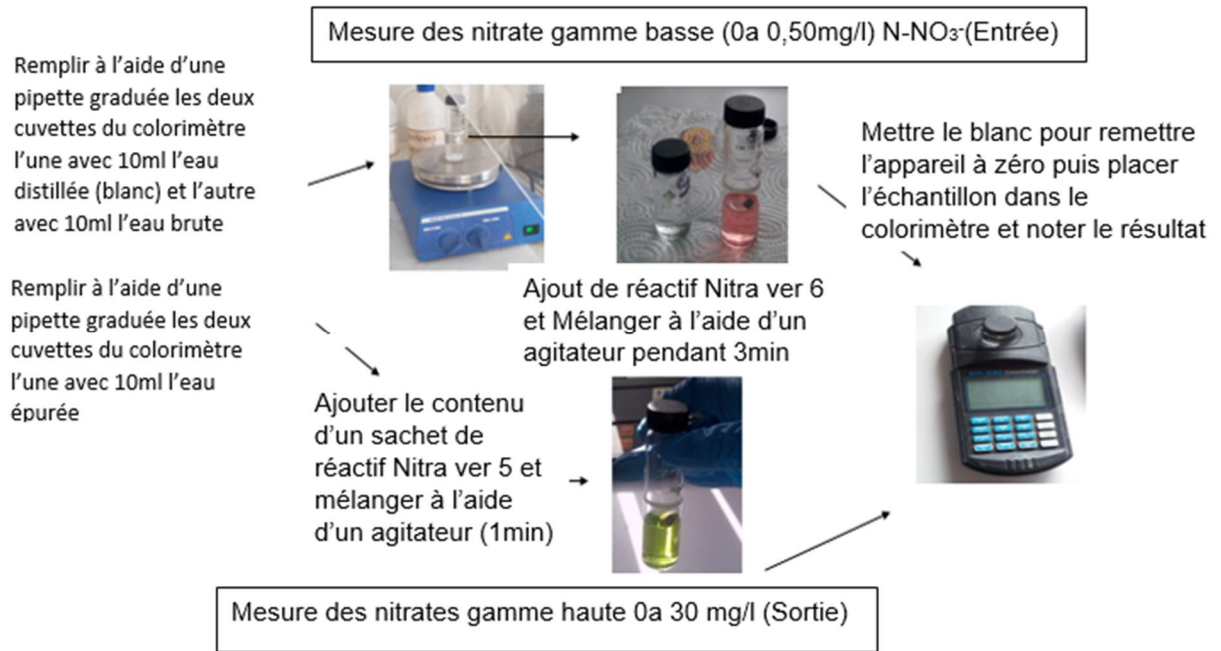 Mesure des nitrate gamme basse (0a 0,50mg/l) N-NO₃⁻(Entrée)
Remplir à l’aide d’une
pipette graduée les deux
cuvettes du colorimètre
l’une avec 10ml l’eau
distillée (blanc) et l’autre
avec 10ml l’eau brute
Mettre le blanc pour remettre
l’appareil à zéro puis placer
l’échantillon dans le
colorimètre et noter le résultat
Ajout de réactif Nitra ver 6
et Mélanger à l’aide d’un
agitateur pendant 3min
Remplir à l’aide d’une
pipette graduée les deux
cuvettes du colorimètre
l’une avec 10ml l’eau
épurée
Ajouter le contenu
d’un sachet de
réactif Nitra ver 5 et
mélanger à l’aide
d’un agitateur (1min)
Mesure des nitrates gamme haute 0a 30 mg/l (Sortie)